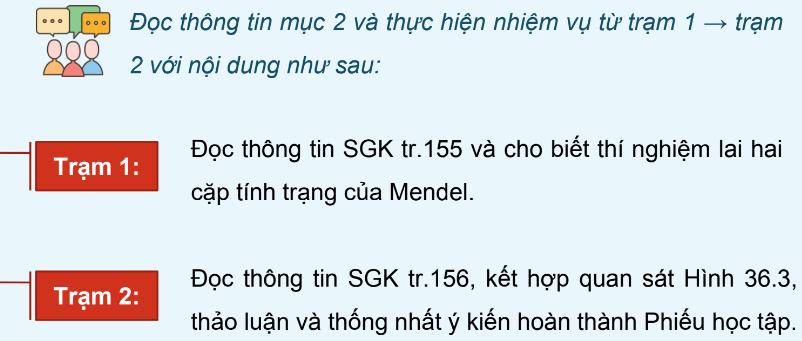 Đọc thông tin mục 2 và thực hiện nhiệm vụ từ trạm 1 → trạm
2 với nội dung như sau:
Trạm 1:
Đọc thông tin SGK tr.155 và cho biết thí nghiệm lai hai
cặp tính trạng của Mendel.
Trạm 2:
Đọc thông tin SGK tr.156, kết hợp quan sát Hình 36.3,
thảo luận và thống nhất ý kiến hoàn thành Phiếu học tập.